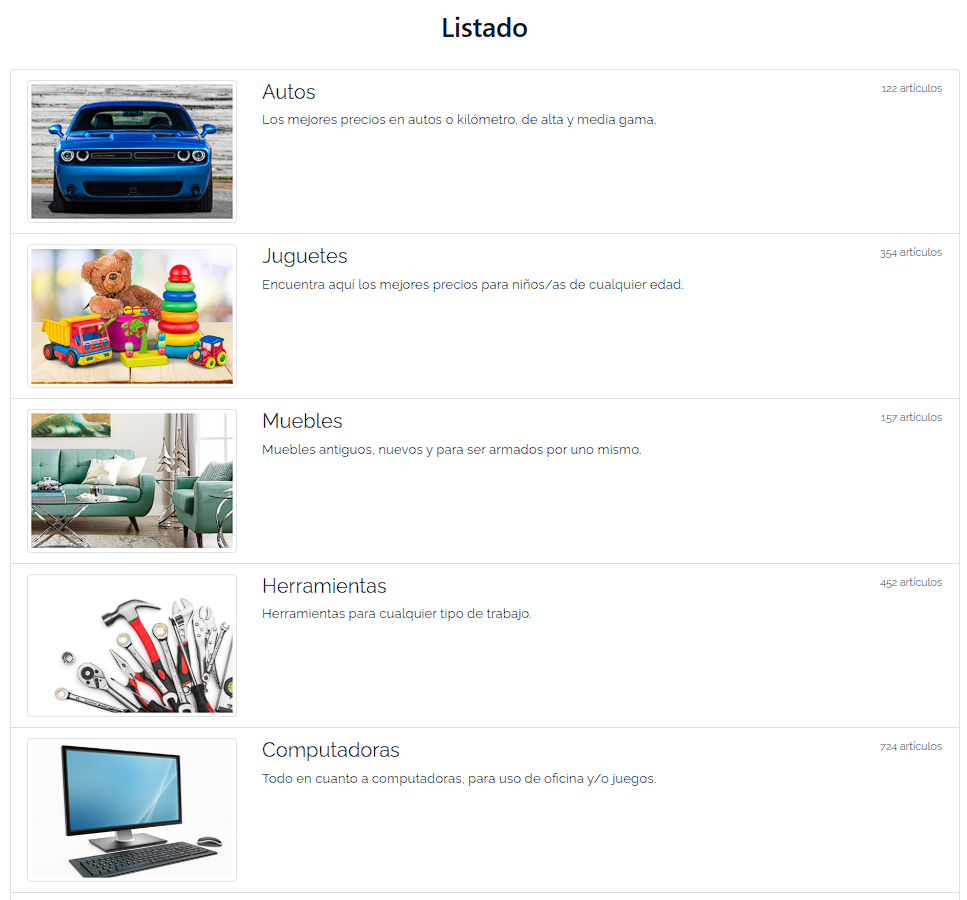 Listado
Autos
122 artículos
Los mejores precios en autos o kilómetro, de alta y media gama.
Juguetes
354 artículos
Encuentra aquí los mejores precios para niños/as de cualquier edad.
Muebles
157 artículos
Muebles antiguos, nuevos y para ser armados por uno mismo.
Herramientas
452 artículos
Herramientas para cualquier tipo de trabajo.
Computadoras
724 artículos
Todo en cuanto a computadoras, para uso de oficina y/o juegos.